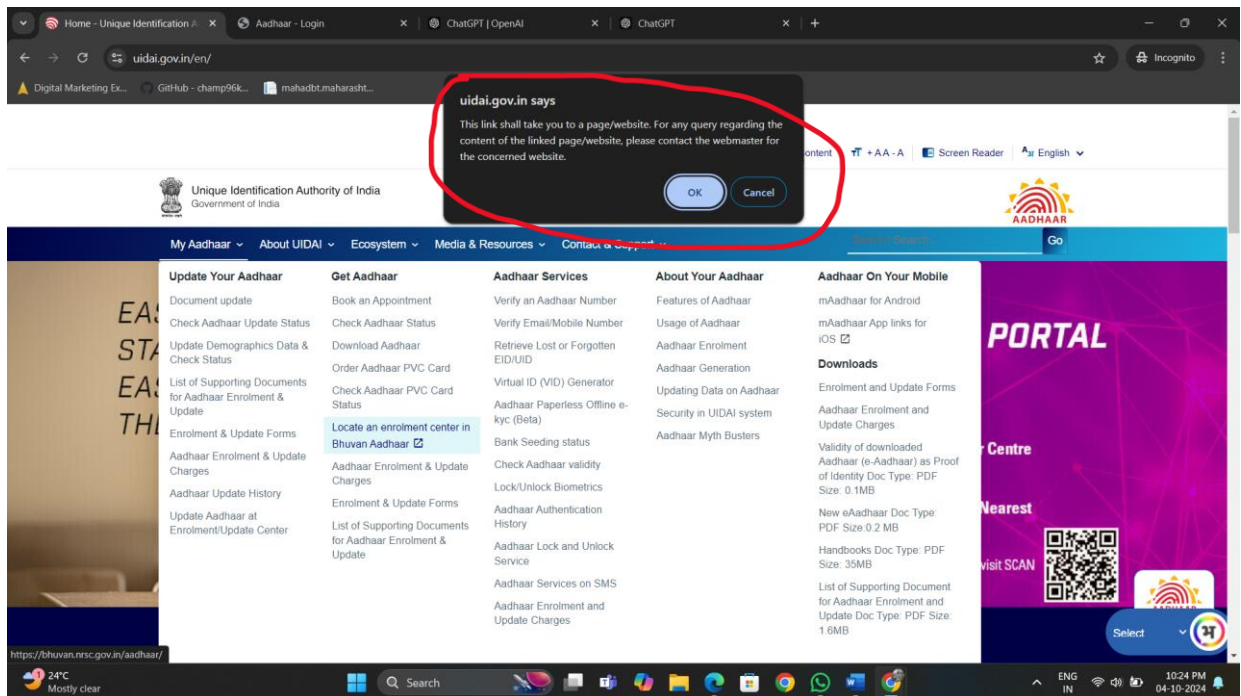 Home - Unique Identification A
Aadhaar - Login
ChatGPT | OpenAI
ChatGPT
uidai.gov.in/en/
Incognito
Digital Marketing Ex...
GitHub - champ96k...
mahadbt.maharasht...
uidai.gov.in says
This link shall take you to a page/website. For any query regarding the
content of the linked page/website, please contact the webmaster for
the concerned website.
OK
Cancel
ontent
+ A A - A
Screen Reader
English
Unique Identification Authority of India
Government of India
AADHAAR
My Aadhaar
About UIDAI
Ecosystem
Media & Resources
Contact & Support
Go
Update Your Aadhaar
Document update
Check Aadhaar Update Status
Update Demographics Data &
Check Status
List of Supporting Documents
for Aadhaar Enrolment &
Update
Enrolment & Update Forms
Aadhaar Enrolment & Update
Charges
Aadhaar Update History
Update Aadhaar at
Enrolment/Update Center
Get Aadhaar
Book an Appointment
Check Aadhaar Status
Download Aadhaar
Order Aadhaar PVC Card
Check Aadhaar PVC Card
Status
Locate an enrolment center in
Bhuvan Aadhaar
Aadhaar Enrolment & Update
Charges
Enrolment & Update Forms
List of Supporting Documents
for Aadhaar Enrolment &
Update
Aadhaar Services
Verify an Aadhaar Number
Verify Email/Mobile Number
Retrieve Lost or Forgotten
EID/UID
Virtual ID (VID) Generator
Aadhaar Paperless Offline e-
kyc (Beta)
Bank Seeding status
Check Aadhaar validity
Lock/Unlock Biometrics
Aadhaar Authentication
History
Aadhaar Lock and Unlock
Service
Aadhaar Services on SMS
Aadhaar Enrolment and
Update Charges
About Your Aadhaar
Features of Aadhaar
Usage of Aadhaar
Aadhaar Enrolment
Aadhaar Generation
Updating Data on Aadhaar
Security in UIDAI system
Aadhaar Myth Busters
Aadhaar On Your Mobile
mAadhaar for Android
mAadhaar App links for
iOS
Downloads
Enrolment and Update Forms
Aadhaar Enrolment and
Update Charges
Validity of downloaded
Aadhaar (e-Aadhaar) as Proof
of Identity Doc Type: PDF
Size: 0.1MB
New eAadhaar Doc Type:
PDF Size:0.2 MB
Handbooks Doc Type: PDF
Size: 35MB
List of Supporting Document
for Aadhaar Enrolment and
Update Doc Type: PDF Size:
1.6MB
EAS
STA
EAS
THE
PORTAL
r Centre
Nearest
visit SCAN
Select
अ
https://bhuvan.nrsc.gov.in/aadhaar/
1
24°C
Mostly clear
Search
ENG
IN
10:24 PM
04-10-2024